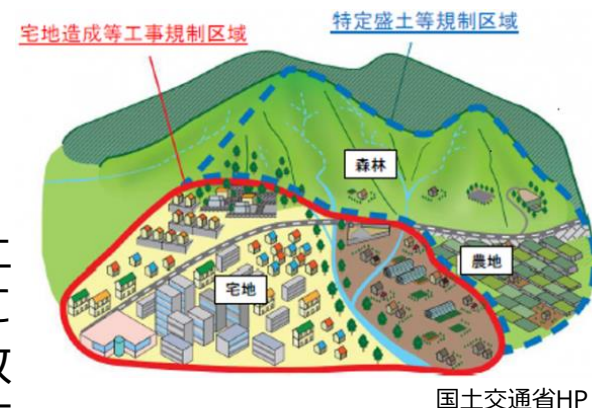 宅地造成等工事規制区域
特定盛土等規制区域
森林
農地
宅地
国土交通省HP